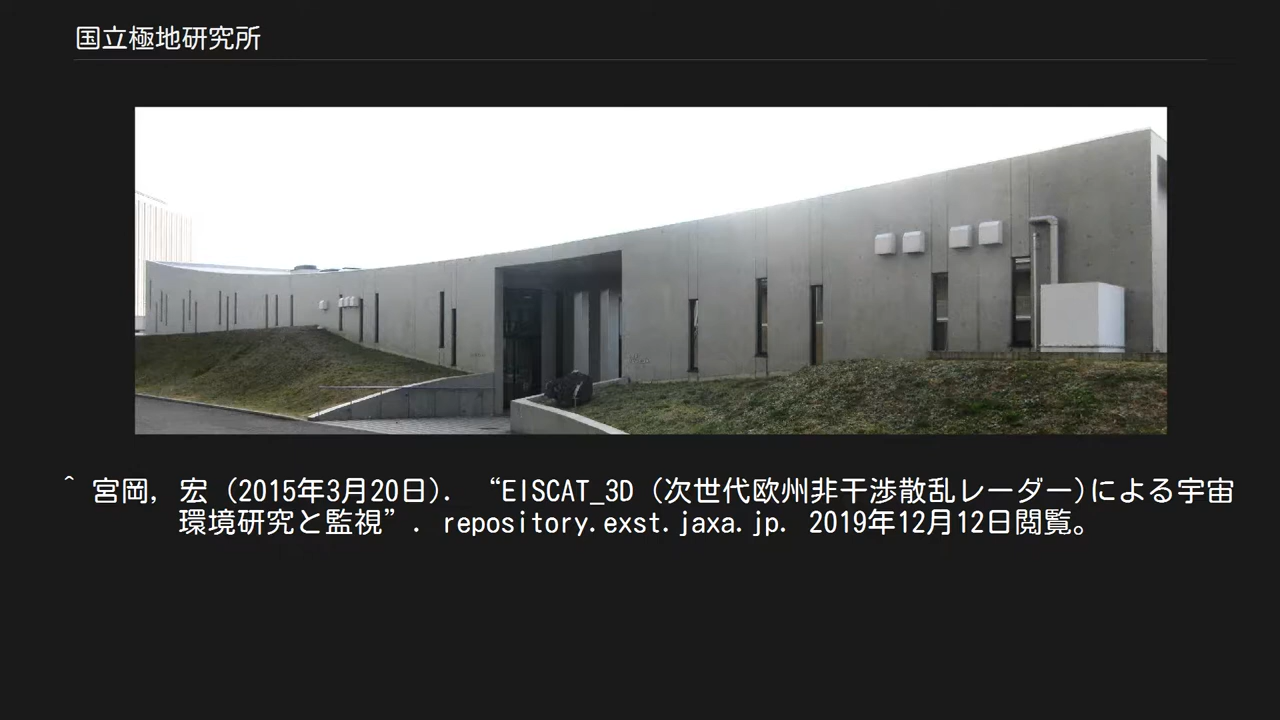 国立極地研究所
^ 宮岡, 宏 (2015年3月20日). “EISCAT_3D (次世代欧州非干渉散乱レーダー)による宇宙
環境研究と監視”. repository.exst.jaxa.jp. 2019年12月12日閲覧。